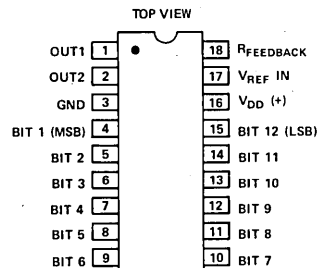 TOP VIEW
OUT1 1 18 RFEEDBACK
OUT2 2 17 VREF IN
GND 3 16 VDD (+)
BIT 1 (MSB) 4 15 BIT 12 (LSB)
BIT 2 5 14 BIT 11
BIT 3 6 13 BIT 10
BIT 4 7 12 BIT 9
BIT 5 8 11 BIT 8
BIT 6 9 10 BIT 7